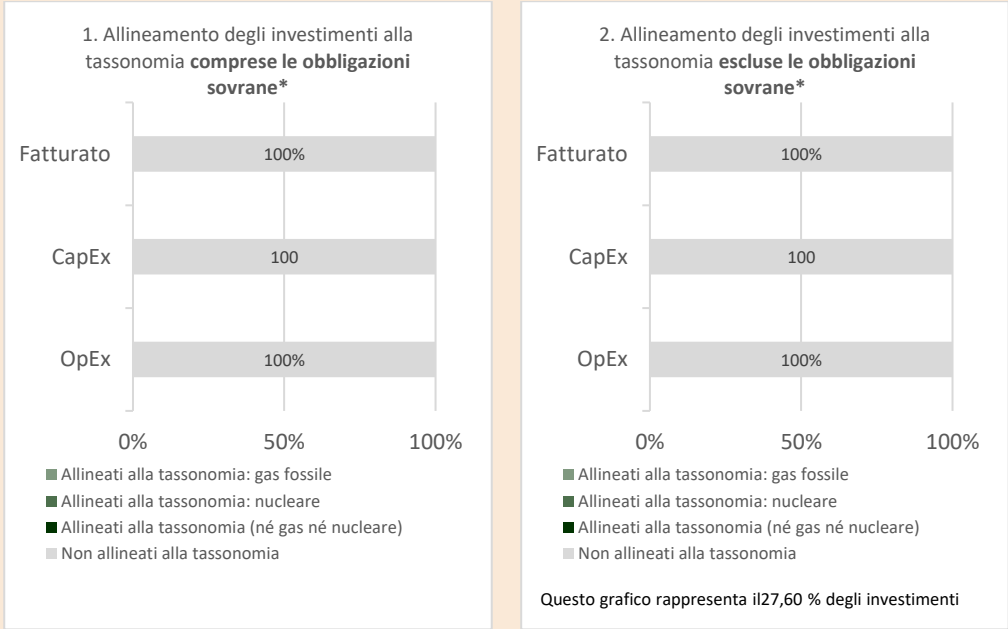 1. Allineamento degli investimenti alla
tassonomia comprese le obbligazioni
sovrane*
Fatturato
100%
CapEx
100
OpEx
100%
0%
50%
100%
Allineati alla tassonomia: gas fossile
Allineati alla tassonomia: nucleare
Allineati alla tassonomia (né gas né nucleare)
Non allineati alla tassonomia
2. Allineamento degli investimenti alla
tassonomia escluse le obbligazioni
sovrane*
Fatturato
100%
CapEx
100
OpEx
100%
0%
50%
100%
Allineati alla tassonomia: gas fossile
Allineati alla tassonomia: nucleare
Allineati alla tassonomia (né gas né nucleare)
Non allineati alla tassonomia
Questo grafico rappresenta il27,60 % degli investimenti